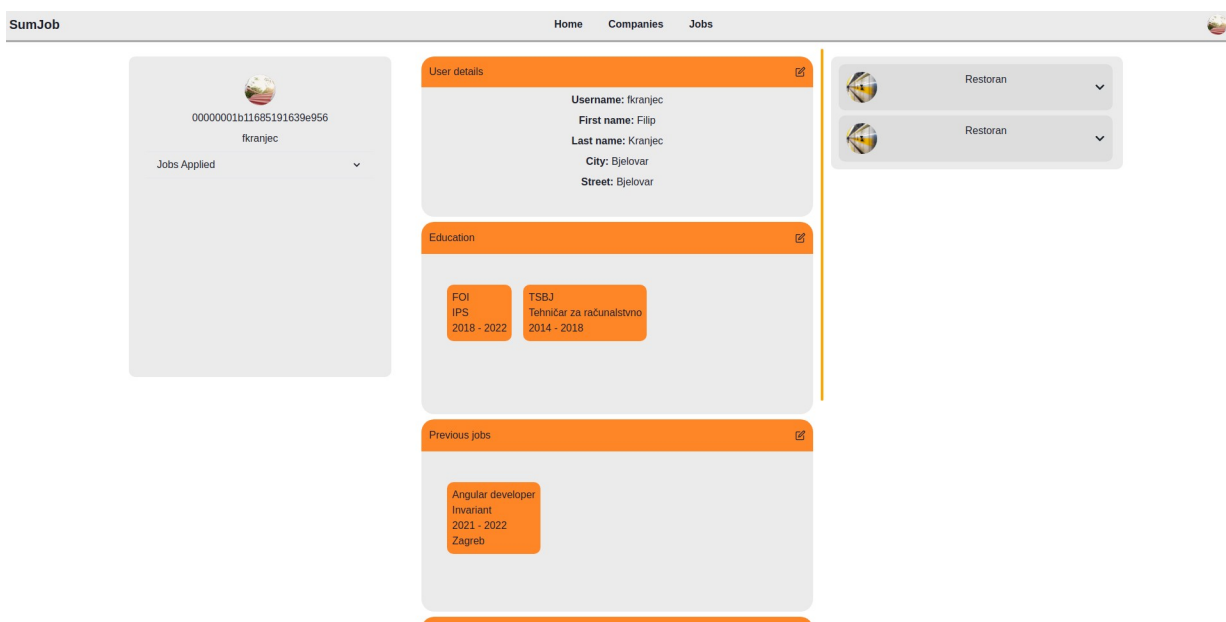 SumJob
Home
Companies
Jobs
00000001b11685191639e956
fkranjec
Jobs Applied
User details
Username: fkranjec
First name: Filip
Last name: Kranjec
City: Bjelovar
Street: Bjelovar
Education
FOI
IPS
2018 - 2022
TSBJ
Tehničar za računalstvno
2014 - 2018
Previous jobs
Angular developer
Invariant
2021 - 2022
Zagreb
Restoran
Restoran